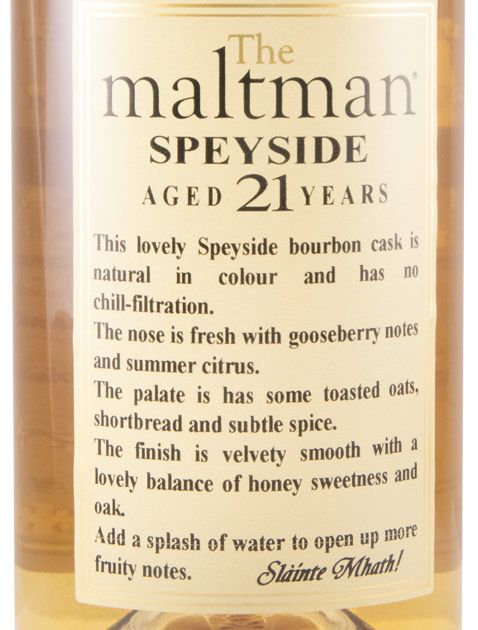 The
maltman
SPEYSIDE
AGED 21 YEARS
This lovely Speyside bourbon cask is
natural in colour and has no
chill-filtration.
The nose is fresh with gooseberry notes
and summer citrus.
The palate is has some toasted oats,
shortbread and subtle spice.
The finish is velvety smooth with a
lovely balance of honey sweetness and
oak.
Add a splash of water to open up more
fruity notes. Slàinte Mhath!